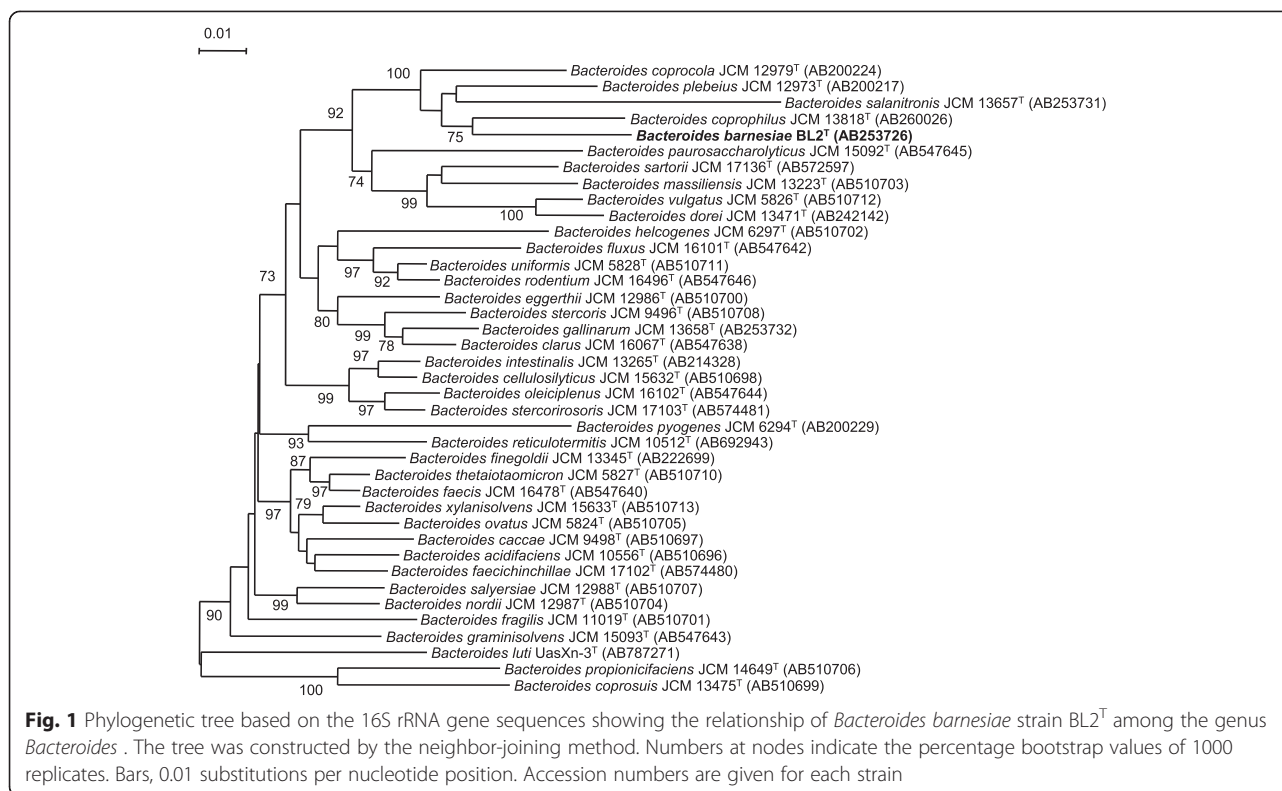 0.01
100
Bacteroides coprocola JCM 12979T (AB200224)
Bacteroides plebeius JCM 12973T (AB200217)
Bacteroides salanitronis JCM 13657T (AB253731)
92
Bacteroides coprophilus JCM 13818T (AB260026)
75
Bacteroides barnesiae BL2T (AB253726)
Bacteroides paurosaccharolyticus JCM 15092T (AB547645)
74
Bacteroides sartorii JCM 17136T (AB572597)
Bacteroides massiliensis JCM 13223T (AB510703)
99
Bacteroides vulgatus JCM 5826T (AB510712)
100
Bacteroides dorei JCM 13471T (AB242142)
Bacteroides helcogenes JCM 6297T (AB510702)
Bacteroides fluxus JCM 16101T (AB547642)
73
97
Bacteroides uniformis JCM 5828T (AB510711)
92
Bacteroides rodentium JCM 16496T (AB547646)
Bacteroides eggerthii JCM 12986T (AB510700)
80
Bacteroides stercoris JCM 9496T (AB510708)
99
Bacteroides gallinarum JCM 13658T (AB253732)
78
Bacteroides clarus JCM 16067T (AB547638)
97
Bacteroides intestinalis JCM 13265T (AB214328)
Bacteroides cellulosilyticus JCM 15632T (AB510698)
99
Bacteroides oleiciplenus JCM 16102T (AB547644)
97
Bacteroides stercorirosoris JCM 17103T (AB574481)
Bacteroides pyogenes JCM 6294T (AB200229)
93
Bacteroides reticulotermitis JCM 10512T (AB692943)
87
Bacteroides finegoldii JCM 13345T (AB222699)
Bacteroides thetaiotaomicron JCM 5827T (AB510710)
97
Bacteroides faecis JCM 16478T (AB547640)
79
Bacteroides xylanisolvens JCM 15633T (AB510713)
97
Bacteroides ovatus JCM 5824T (AB510705)
Bacteroides caccae JCM 9498T (AB510697)
Bacteroides acidifaciens JCM 10556T (AB510696)
Bacteroides faecichinchillae JCM 17102T (AB574480)
Bacteroides salyersiae JCM 12988T (AB510707)
99
Bacteroides nordii JCM 12987T (AB510704)
90
Bacteroides fragilis JCM 11019T (AB510701)
Bacteroides graminisolvens JCM 15093T (AB547643)
Bacteroides luti UasXn-3T (AB787271)
Bacteroides propionicifaciens JCM 14649T (AB510706)
100
Bacteroides coprosuis JCM 13475T (AB510699)
Fig. 1 Phylogenetic tree based on the 16S rRNA gene sequences showing the relationship of Bacteroides barnesiae strain BL2T among the genus
Bacteroides . The tree was constructed by the neighbor-joining method. Numbers at nodes indicate the percentage bootstrap values of 1000
replicates. Bars, 0.01 substitutions per nucleotide position. Accession numbers are given for each strain